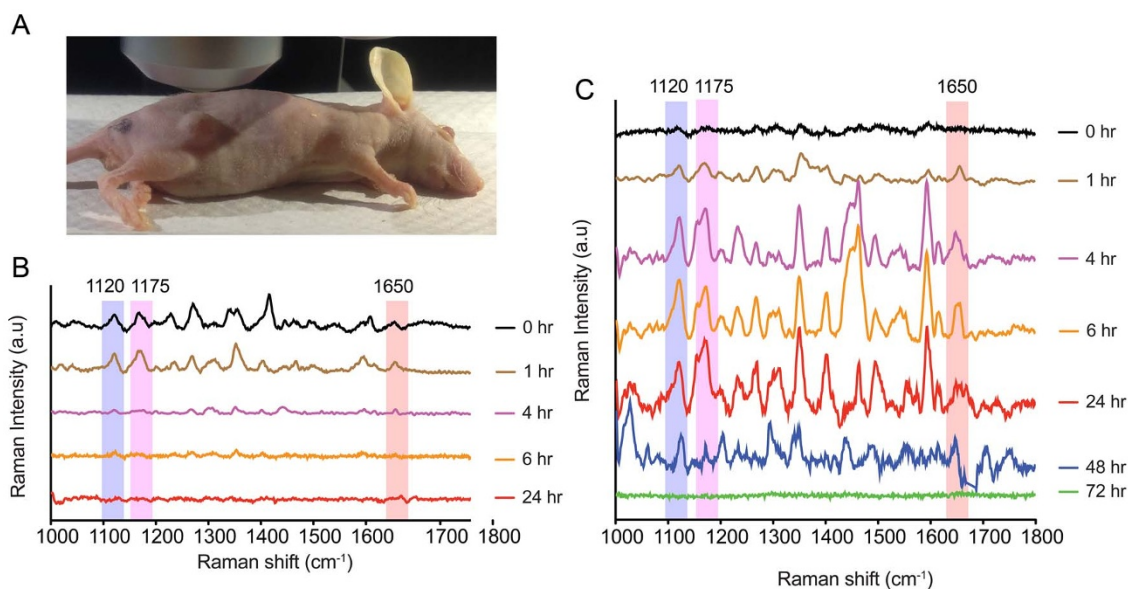 A
B
1120 1175 1650
Raman Intensity (a.u)
0 hr
1 hr
4 hr
6 hr
24 hr
1000 1100 1200 1300 1400 1500 1600 1700 1800
Raman shift (cm⁻¹)
C
1120 1175 1650
Raman Intensity (a.u)
0 hr
1 hr
4 hr
6 hr
24 hr
48 hr
72 hr
1000 1100 1200 1300 1400 1500 1600 1700 1800
Raman shift (cm⁻¹)